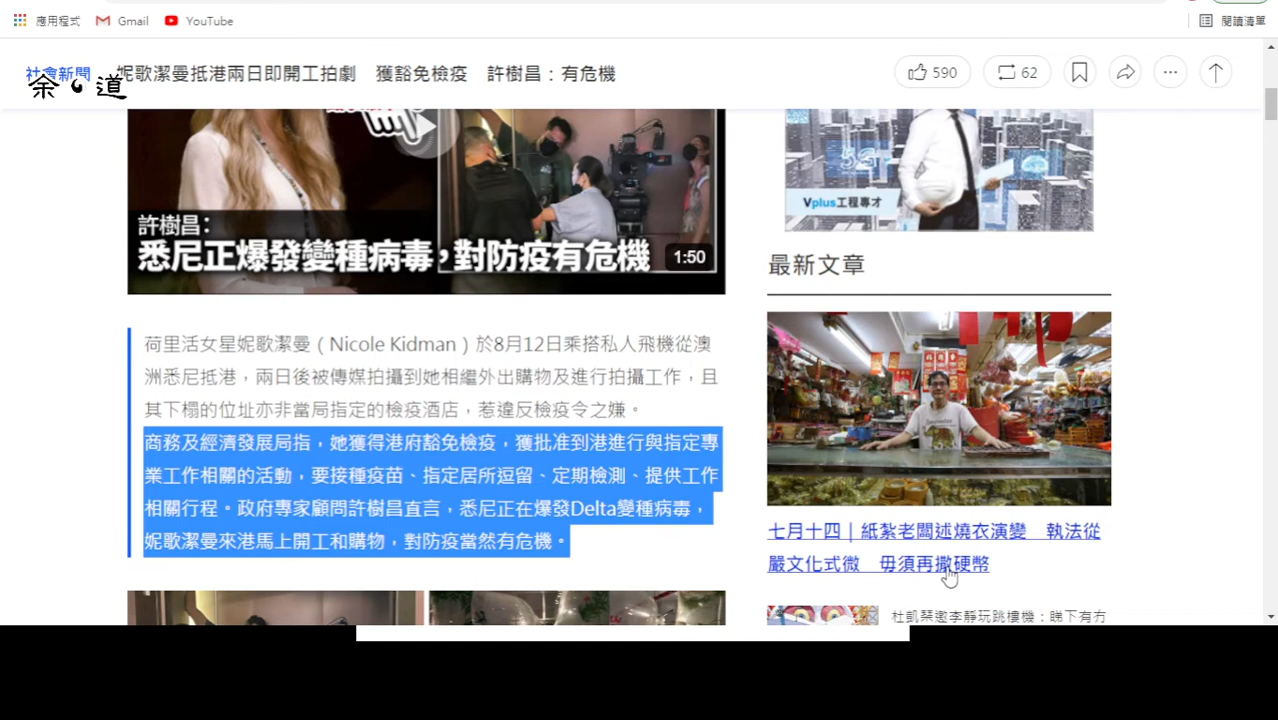 應用程式
Gmail
YouTube
閱讀清單
社會新聞
妮歌潔曼抵港兩日即開工拍劇 獲豁免檢疫 許樹昌：有危機
590
62
余道
許樹昌：
悉尼正爆發變種病毒，對防疫有危機
1:50
5G
Vplus工程專才
最新文章
荷里活女星妮歌潔曼（Nicole Kidman）於8月12日乘搭私人飛機從澳
洲悉尼抵港，兩日後被傳媒拍攝到她相繼外出購物及進行拍攝工作，且
其下榻的位址亦非當局指定的檢疫酒店，惹違反檢疫令之嫌。
商務及經濟發展局指，她獲得港府豁免檢疫，獲批准到港進行與指定專
業工作相關的活動，要接種疫苗、指定居所逗留、定期檢測、提供工作
相關行程。政府專家顧問許樹昌直言，悉尼正在爆發Delta變種病毒，
妮歌潔曼來港馬上開工和購物，對防疫當然有危機。
七月十四｜紙紮老闆述燒衣演變 執法從
嚴文化式微 毋須再撒硬幣
杜凱琹邀李靜玩跳樓機：睇下有冇